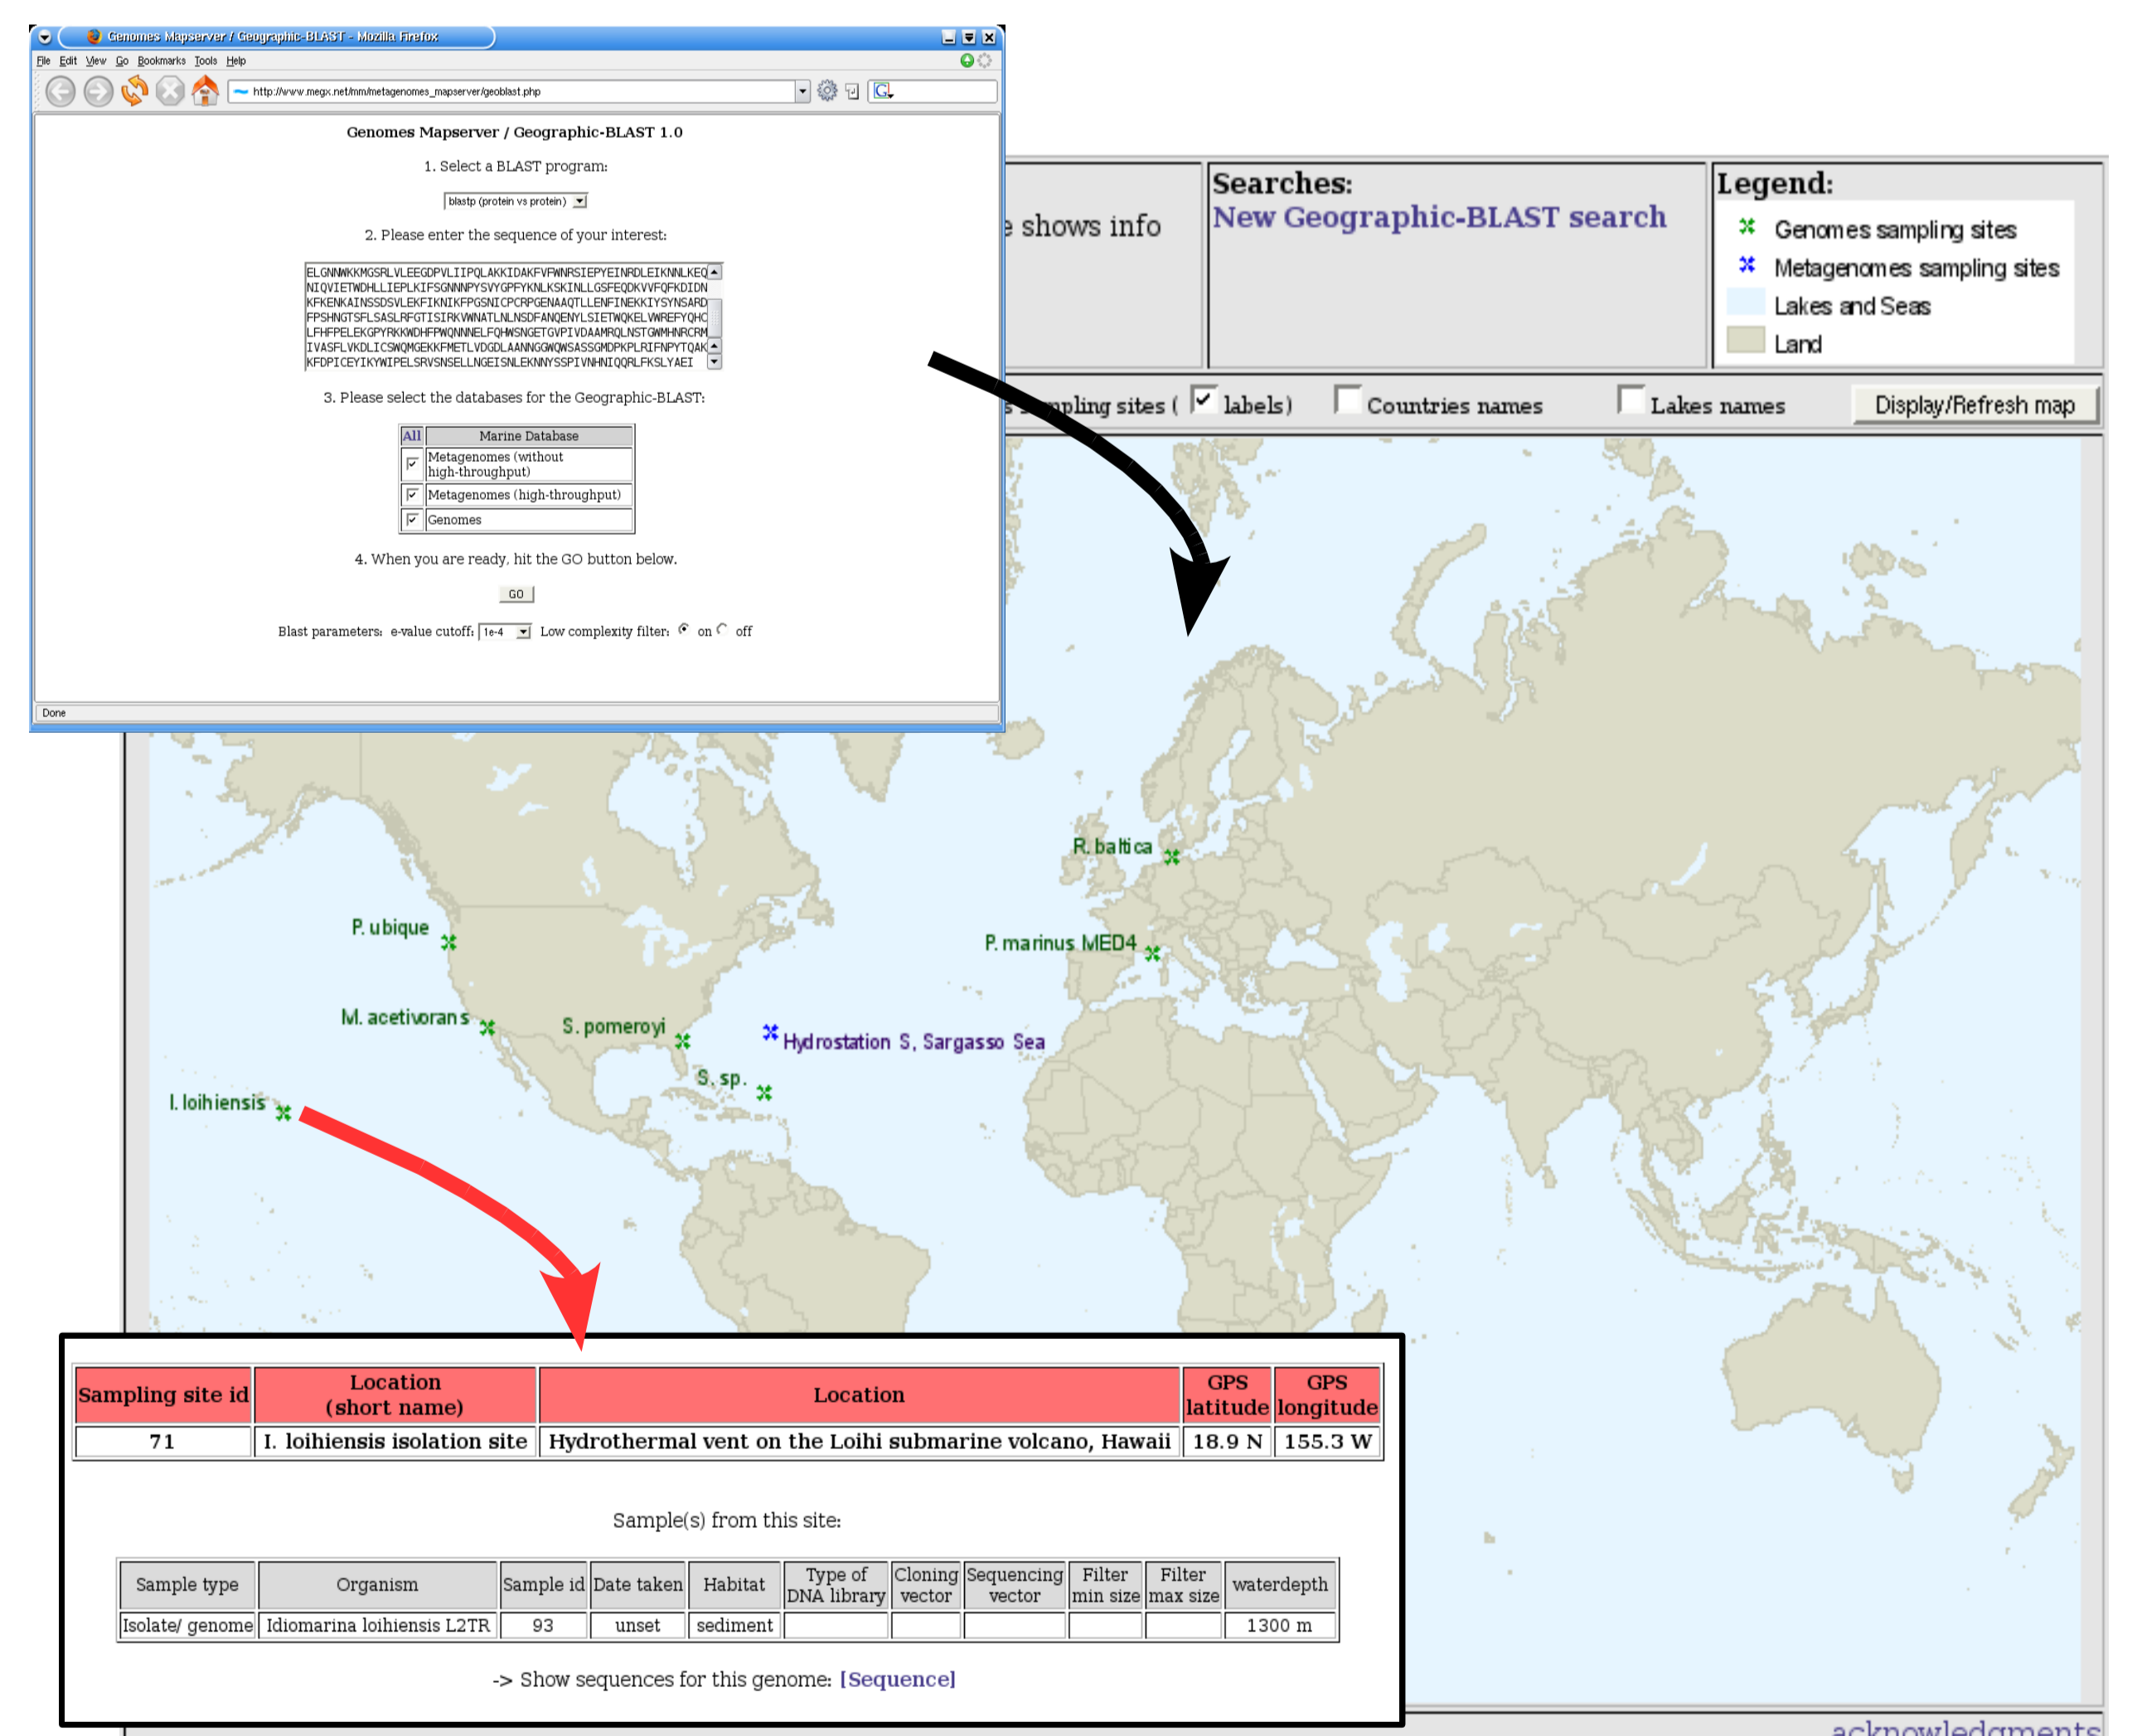 Genomes Mapserver / Geographic-BLAST - Mozilla Firefox
File Edit View Go Bookmarks Tools Help
http://www.megx.net/mm/metagenomes_mapserver/geoblast.php
G
Genomes Mapserver / Geographic-BLAST 1.0
1. Select a BLAST program:
blastp (protein vs protein)
2. Please enter the sequence of your interest:
ELGNNWKKMGSRLVLEEGDPVLIIPQLAKKIDAKFVFWNRSIEPYEINRDLEIKNNLKEQ
NIQVIETWDHLLIEPLKIFSGNNNPYSVYGPFYKNLKSKINLLGSFEQDKVVFQFKDIDN
KFKENKAINSSDSVLEKFIKNIKFPGSNICPCRPGENAAQTLLENFINEKKIYSYNSARD
FPSHNGTSFLSASLRFGTISIRKVWNATLNLNSDFANQENYLSIETWQKELVWREFYQHC
LFHFPELEKGPYRKKWDHFPWQNNNELFQHWSNGETGVPIVDAAMRQLNSTGWMHNRCRM
IVASFLVKDLICSWQMGEKKFMETLVDGDLAANNGGWQWSASSGMDPKPLRIFNPYTQAK
KFDPICEYIKYWIPELSRVSNSELLNGEISNLEKNNYSSPIVNHNIQQRLFKSLYAEI
3. Please select the databases for the Geographic-BLAST:
All Marine Database
Metagenomes (without
high-throughput)
Metagenomes (high-throughput)
Genomes
4. When you are ready, hit the GO button below.
GO
Blast parameters: e-value cutoff: 1e-4 Low complexity filter: on off
Done
shows info
Searches:
New Geographic-BLAST search
Legend:
Genomes sampling sites
Metagenomes sampling sites
Lakes and Seas
Land
sampling sites ( labels) Countries names Lakes names Display/Refresh map
R. baltica
P. ubique
P. marinus MED4
M. acetivorans
S. pomeroyi
Hydrostation S, Sargasso Sea
S. sp.
I. loihiensis
Sampling site id Location (short name) Location GPS latitude GPS longitude
71 I. loihiensis isolation site Hydrothermal vent on the Loihi submarine volcano, Hawaii 18.9 N 155.3 W
Sample(s) from this site:
Sample type Organism Sample id Date taken Habitat Type of DNA library Cloning vector Sequencing vector Filter min size Filter max size waterdepth
Isolate/ genome Idiomarina loihiensis L2TR 93 unset sediment 1300 m
-> Show sequences for this genome: [Sequence]
acknowledgments